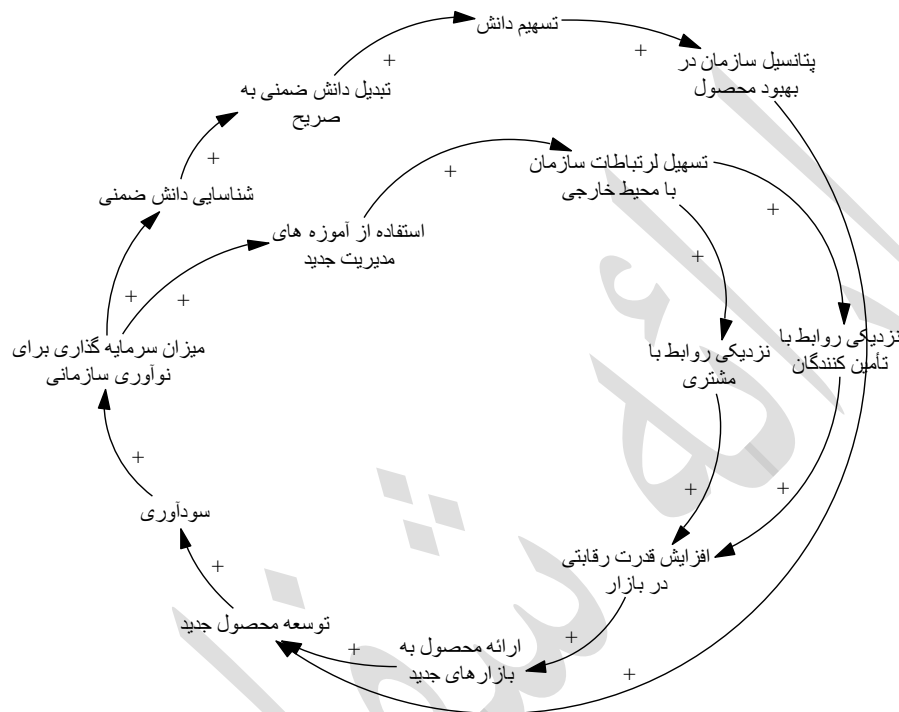 تسهیم دانش
+
+
پتانسیل سازمان در
بهبود محصول
تبدیل دانش ضمنی به
صریح
+
شناسایی دانش ضمنی
+
تسهیل لرتباطات سازمان
با محیط خارجی
+
+
استفاده از آموزه های
مدیریت جدید
+
+
میزان سرمایه گذاری برای
نوآوری سازمانی
نزدیکی روابط با
مشتری
نزدیکی روابط با
تأمین کنندگان
+
+
+
سودآوری
افزایش قدرت رقابتی
در بازار
+
توسعه محصول جدید
+
ارائه محصول به
بازارهای جدید
+
+